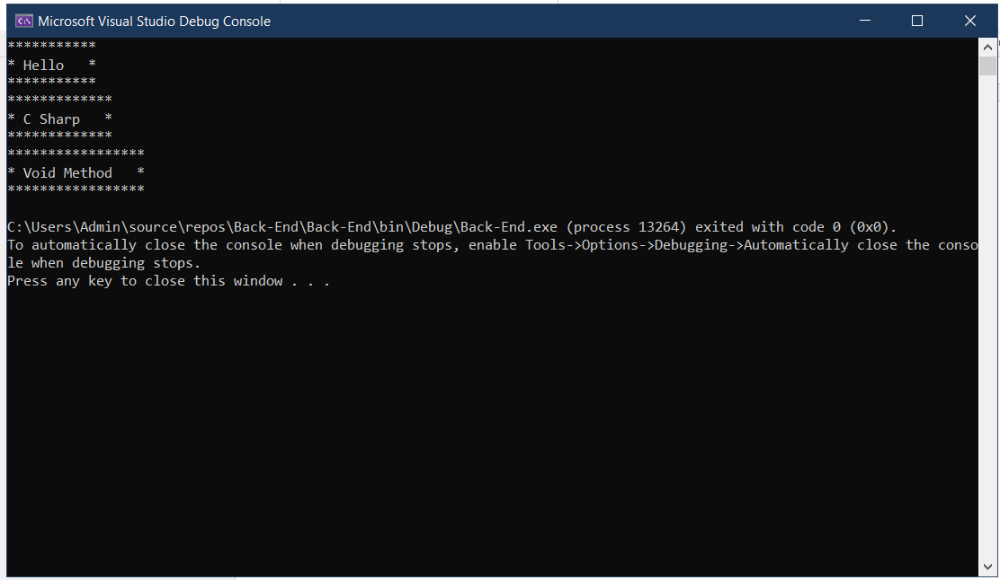 Microsoft Visual Studio Debug Console
***********
* Hello   *
***********
*************
* C Sharp   *
*************
*****************
* Void Method   *
*****************
C:\Users\Admin\source\repos\Back-End\Back-End\bin\Debug\Back-End.exe (process 13264) exited with code 0 (0x0).
To automatically close the console when debugging stops, enable Tools->Options->Debugging->Automatically close the conso
le when debugging stops.
Press any key to close this window . . .